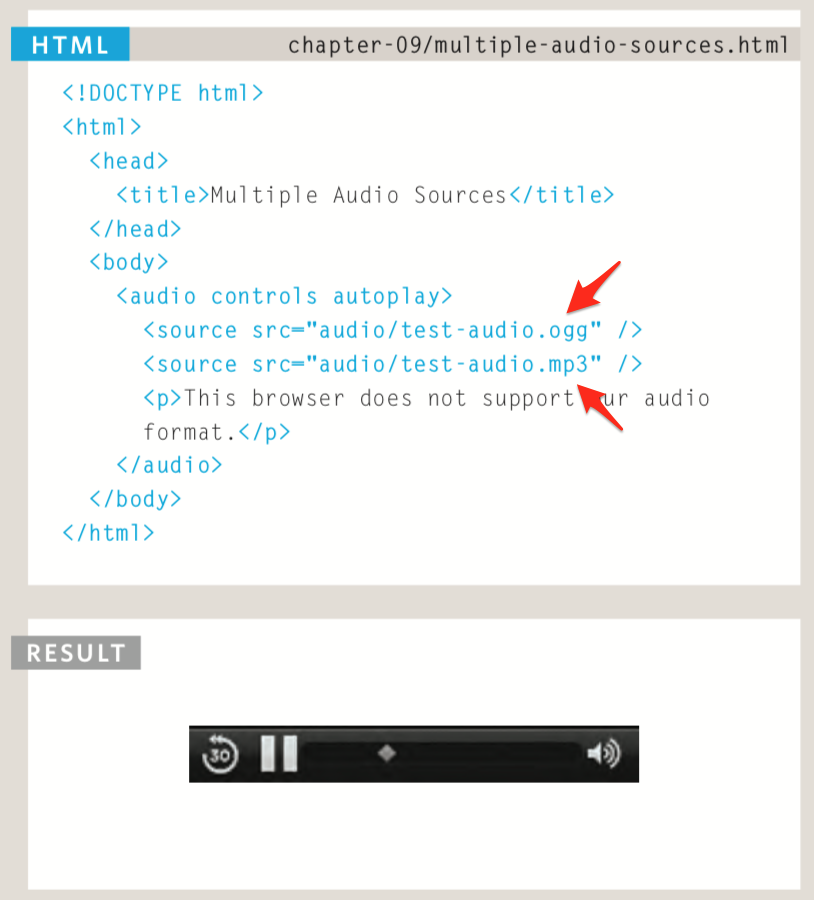 HTML
chapter-09/multiple-audio-sources.html
<!DOCTYPE html>
<html>
<head>
<title>Multiple Audio Sources</title>
</head>
<body>
<audio controls autoplay>
<source src="audio/test-audio.ogg" />
<source src="audio/test-audio.mp3" />
<p>This browser does not support our audio
format.</p>
</audio>
</body>
</html>
RESULT
30